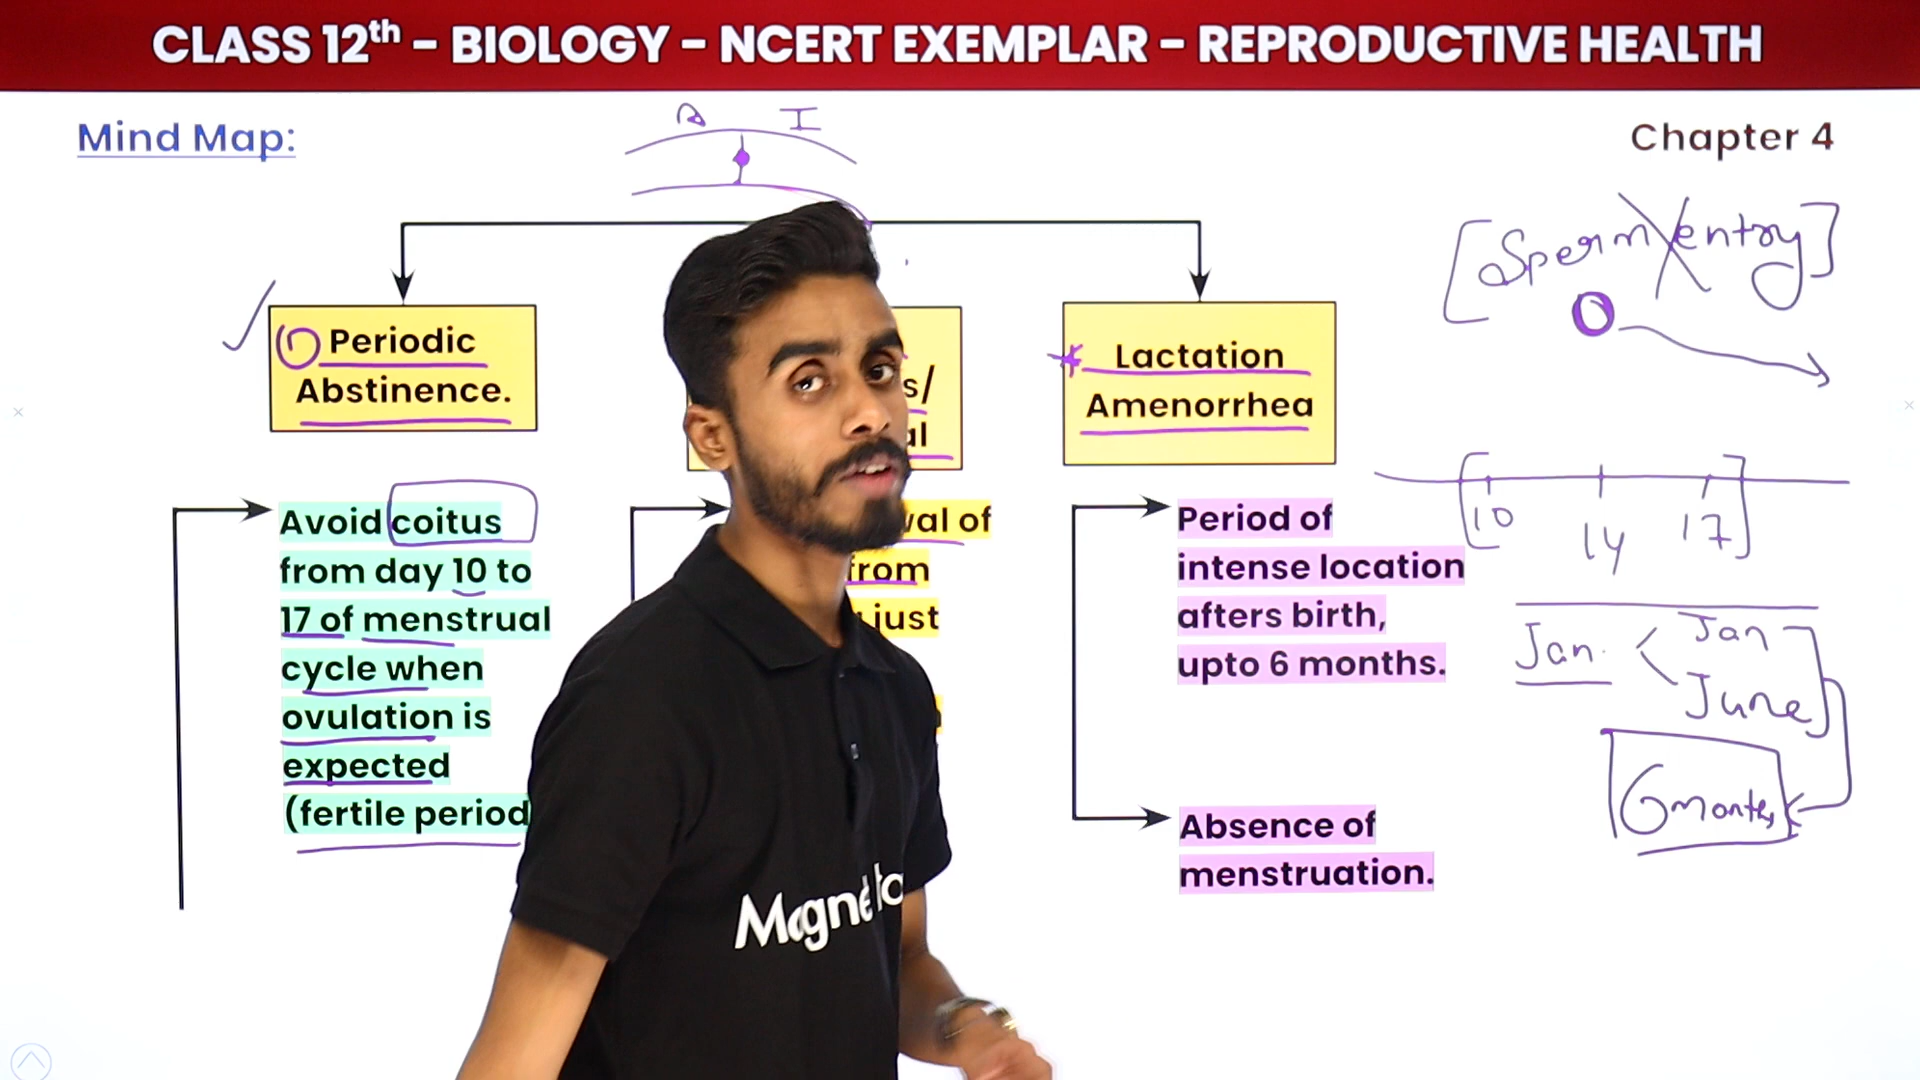 CLASS 12th – BIOLOGY – NCERT EXEMPLAR – REPRODUCTIVE HEALTH
Mind Map:
A I
Chapter 4
[Sperm entry]
① Periodic
Abstinence.
s/
al
* Lactation
Amenorrhea
Avoid coitus
from day 10 to
17 of menstrual
cycle when
ovulation is
expected
(fertile period
val of
from
just
Period of
intense location
afters birth,
upto 6 months.
Absence of
menstruation.
[10 14 17]
Jan. < Jan
June
6 months
Magnet